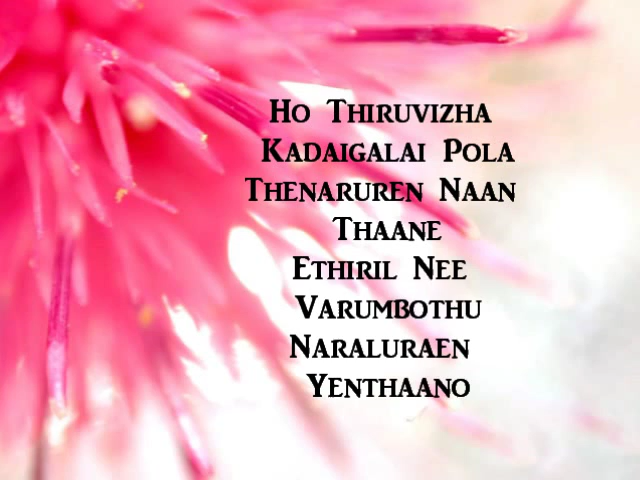 Ho Thiruvizha
Kadaigalai Pola
Thenaruren Naan
Thaane
Ethiril Nee
Varumbothu
Naraluraen
Yenthaano